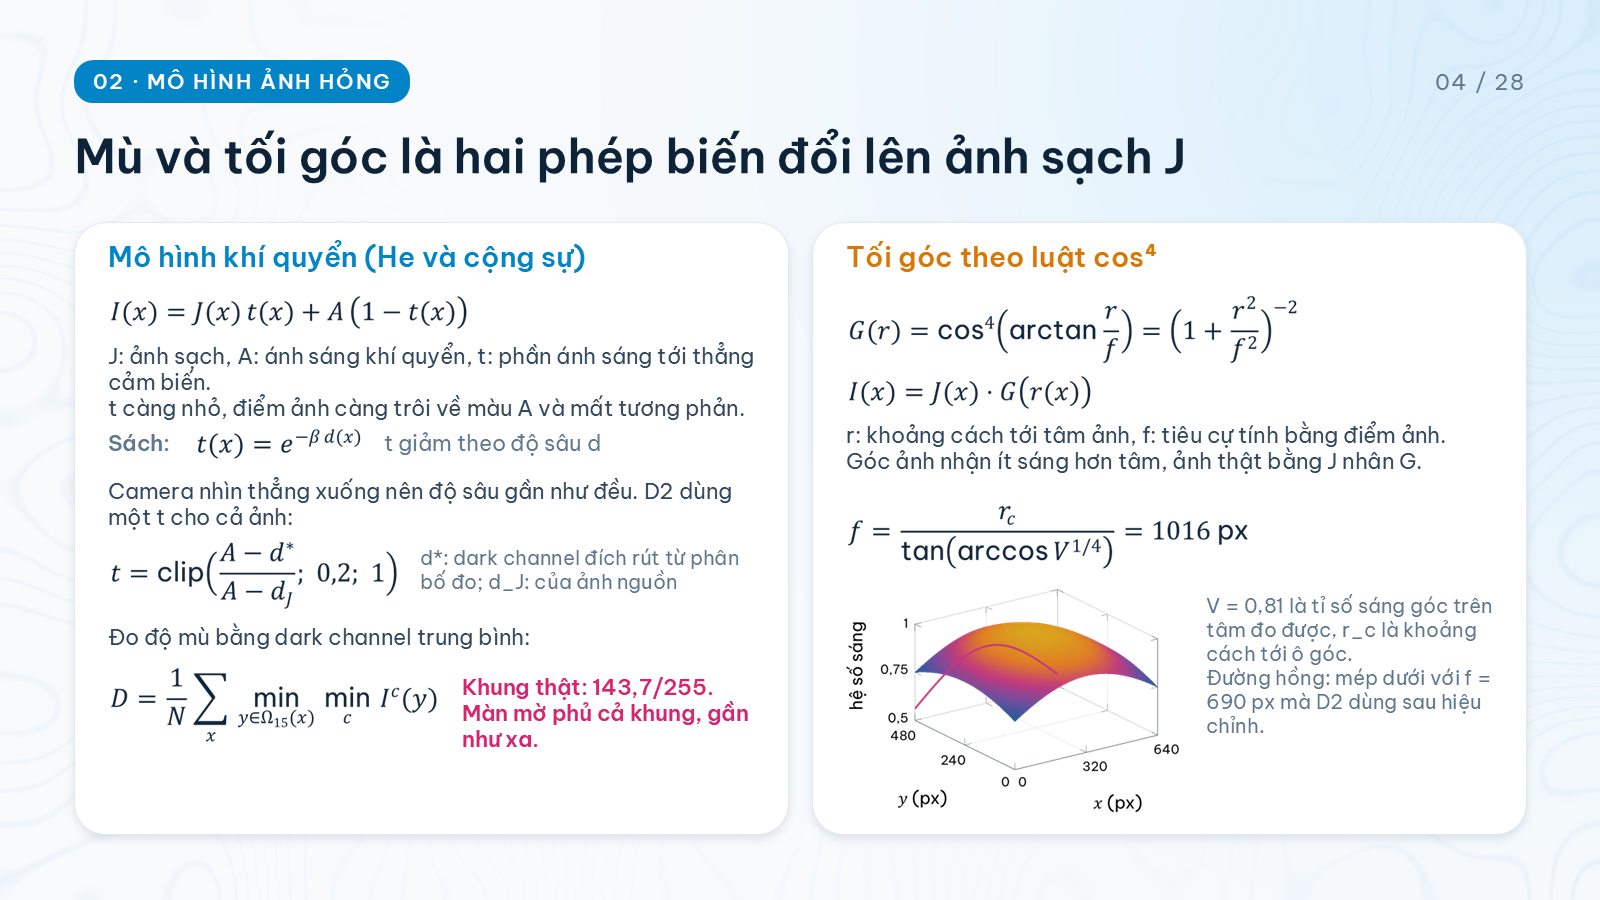 02 · MÔ HÌNH ẢNH HỎNG
04 / 28
Mù và tối góc là hai phép biến đổi lên ảnh sạch J
Mô hình khí quyển (He và cộng sự)
I(x) = J(x) t(x) + A (1 − t(x))
J: ảnh sạch, A: ánh sáng khí quyển, t: phần ánh sáng tới thẳng
cảm biến.
t càng nhỏ, điểm ảnh càng trôi về màu A và mất tương phản.
Sách: t(x) = e^{−β d(x)} t giảm theo độ sâu d
Camera nhìn thẳng xuống nên độ sâu gần như đều. D2 dùng
một t cho cả ảnh:
t = clip((A − d*)/(A − d_J); 0,2; 1)
d*: dark channel đích rút từ phân
bố đo; d_J: của ảnh nguồn
Đo độ mù bằng dark channel trung bình:
D = 1/N ∑_x min_{y∈Ω₁₅(x)} min_c I^c(y)
Khung thật: 143,7/255.
Màn mờ phủ cả khung, gần
như xa.
Tối góc theo luật cos⁴
G(r) = cos⁴(arctan r/f) = (1 + r²/f²)^{−2}
I(x) = J(x) · G(r(x))
r: khoảng cách tới tâm ảnh, f: tiêu cự tính bằng điểm ảnh.
Góc ảnh nhận ít sáng hơn tâm, ảnh thật bằng J nhân G.
f = r_c / tan(arccos V^{1/4}) = 1016 px
hệ số sáng
1
0,75
0,5
480
240
0
0
320
640
y (px)
x (px)
V = 0,81 là tỉ số sáng góc trên
tâm đo được, r_c là khoảng
cách tới ô góc.
Đường hồng: mép dưới với f =
690 px mà D2 dùng sau hiệu
chỉnh.